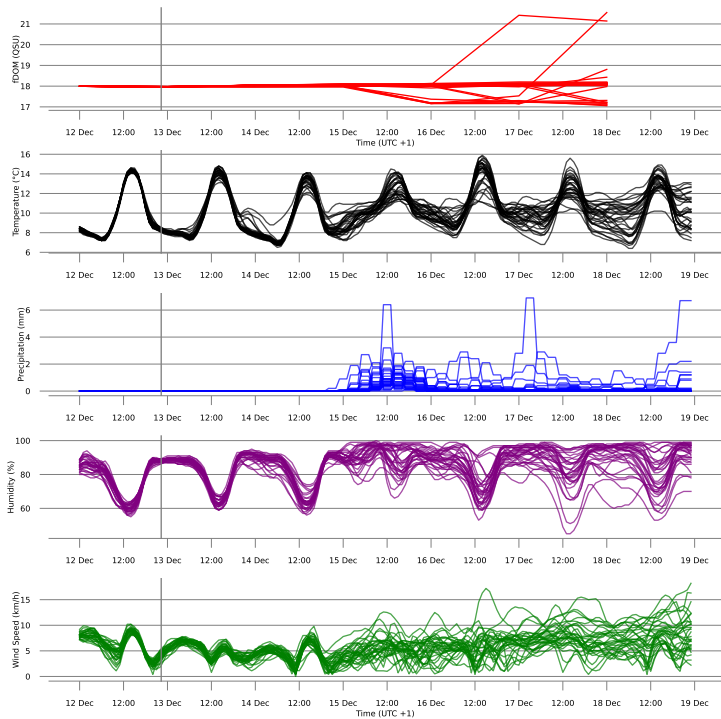 fDOM (QSU)
21
20
19
18
17
12 Dec 12:00 13 Dec 12:00 14 Dec 12:00 15 Dec 12:00 16 Dec 12:00 17 Dec 12:00 18 Dec 12:00 19 Dec
Time (UTC +1)
Temperature (°C)
16
14
12
10
8
6
12 Dec 12:00 13 Dec 12:00 14 Dec 12:00 15 Dec 12:00 16 Dec 12:00 17 Dec 12:00 18 Dec 12:00 19 Dec
Precipitation (mm)
6
4
2
0
12 Dec 12:00 13 Dec 12:00 14 Dec 12:00 15 Dec 12:00 16 Dec 12:00 17 Dec 12:00 18 Dec 12:00 19 Dec
Humidity (%)
100
80
60
12 Dec 12:00 13 Dec 12:00 14 Dec 12:00 15 Dec 12:00 16 Dec 12:00 17 Dec 12:00 18 Dec 12:00 19 Dec
Wind Speed (km/h)
15
10
5
0
12 Dec 12:00 13 Dec 12:00 14 Dec 12:00 15 Dec 12:00 16 Dec 12:00 17 Dec 12:00 18 Dec 12:00 19 Dec
Time (UTC +1)